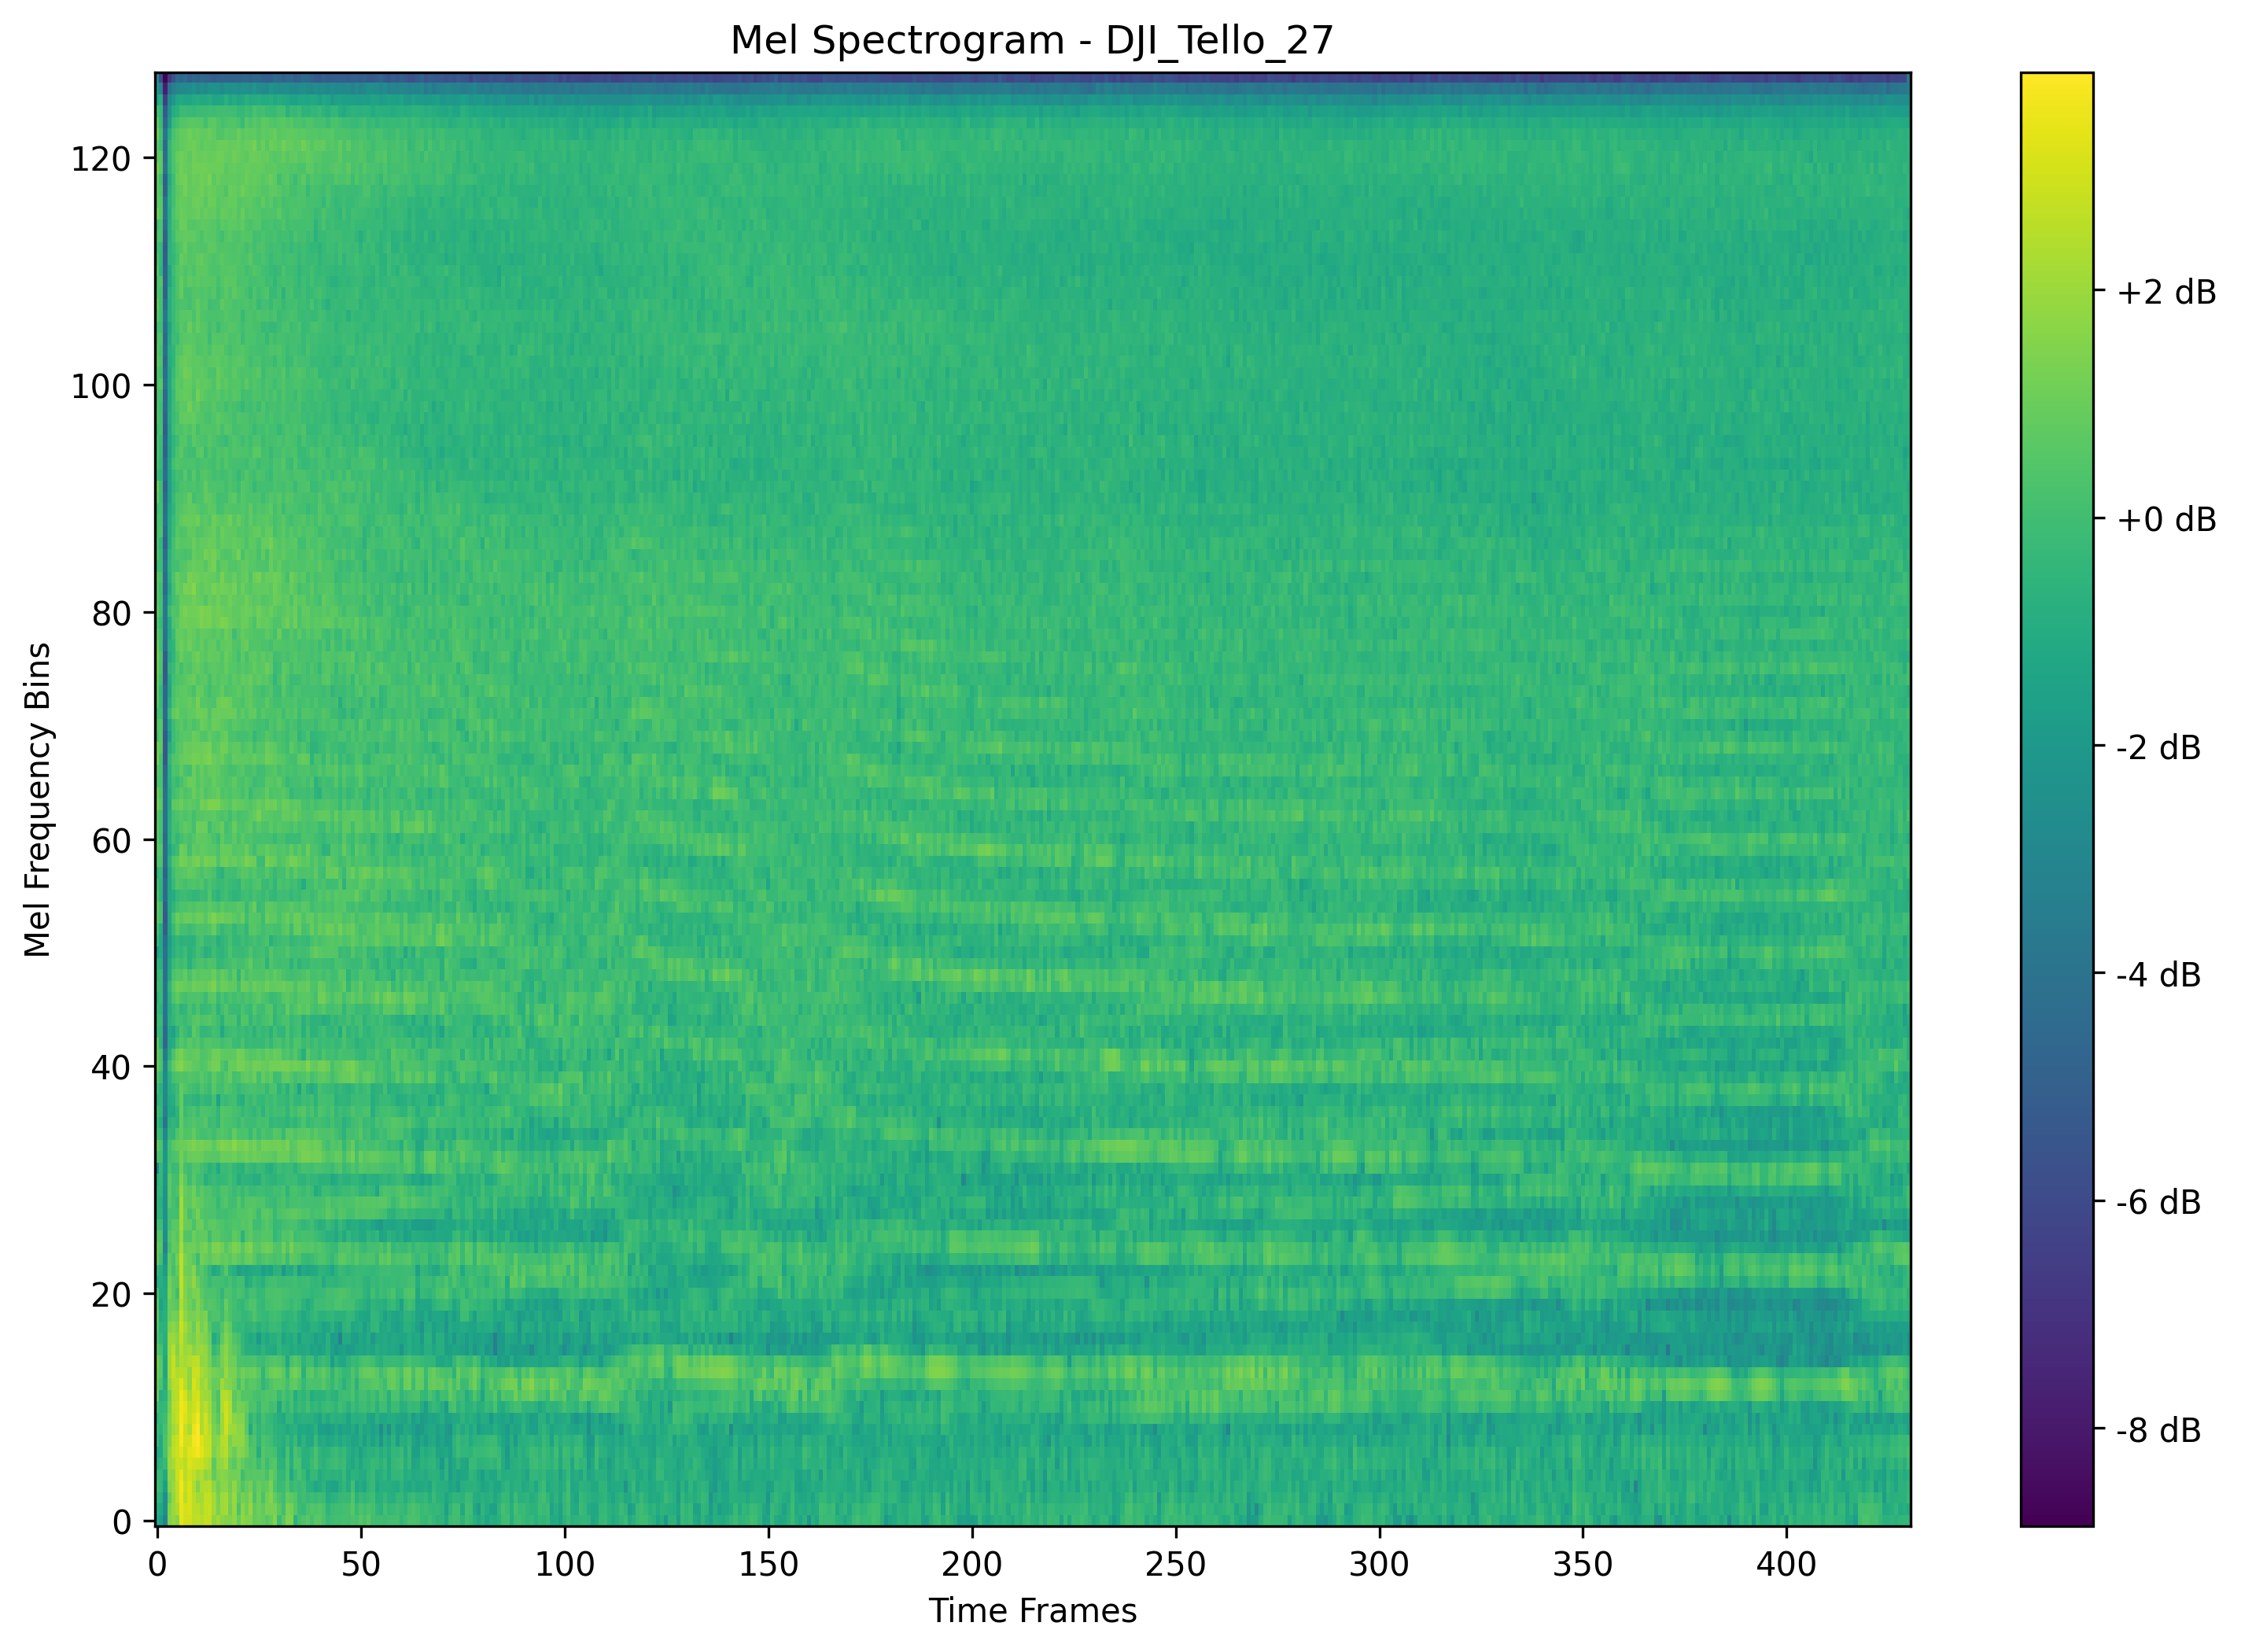 Mel Spectrogram - DJI_Tello_27
Mel Frequency Bins
120
100
80
60
40
20
0
0 50 100 150 200 250 300 350 400
Time Frames
+2 dB
+0 dB
-2 dB
-4 dB
-6 dB
-8 dB